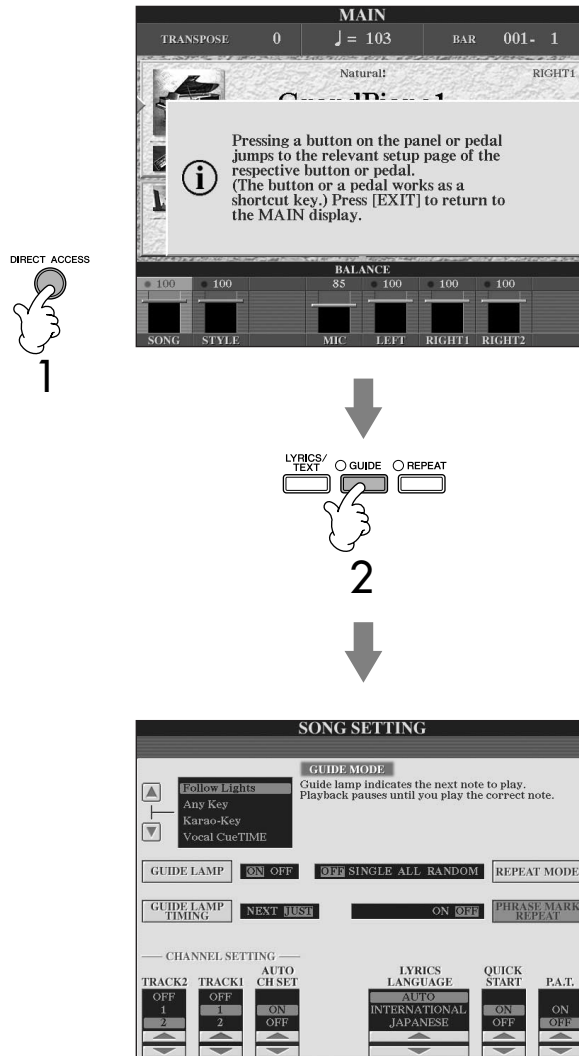 MAIN
TRANSPOSE 0 ♩= 103 BAR 001- 1
Natural! RIGHT1
GrandPiano1
Pressing a button on the panel or pedal
jumps to the relevant setup page of the
respective button or pedal.
(The button or a pedal works as a
shortcut key.) Press [EXIT] to return to
the MAIN display.
DIRECT ACCESS
1
BALANCE
100 100 85 100 100 100
SONG STYLE MIC LEFT RIGHT1 RIGHT2
LYRICS/
TEXT GUIDE REPEAT
2
SONG SETTING
GUIDE MODE
Follow Lights
Any Key
Karao-Key
Vocal CueTIME
Guide lamp indicates the next note to play.
Playback pauses until you play the correct note.
GUIDE LAMP ON OFF OFF SINGLE ALL RANDOM REPEAT MODE
GUIDE LAMP
TIMING NEXT JUST ON OFF PHRASE MARK
REPEAT
CHANNEL SETTING
TRACK2 TRACK1 AUTO
CH SET LYRICS
LANGUAGE QUICK
START P.A.T.
OFF OFF AUTO
1 1 ON INTERNATIONAL ON ON
2 2 OFF JAPANESE OFF OFF